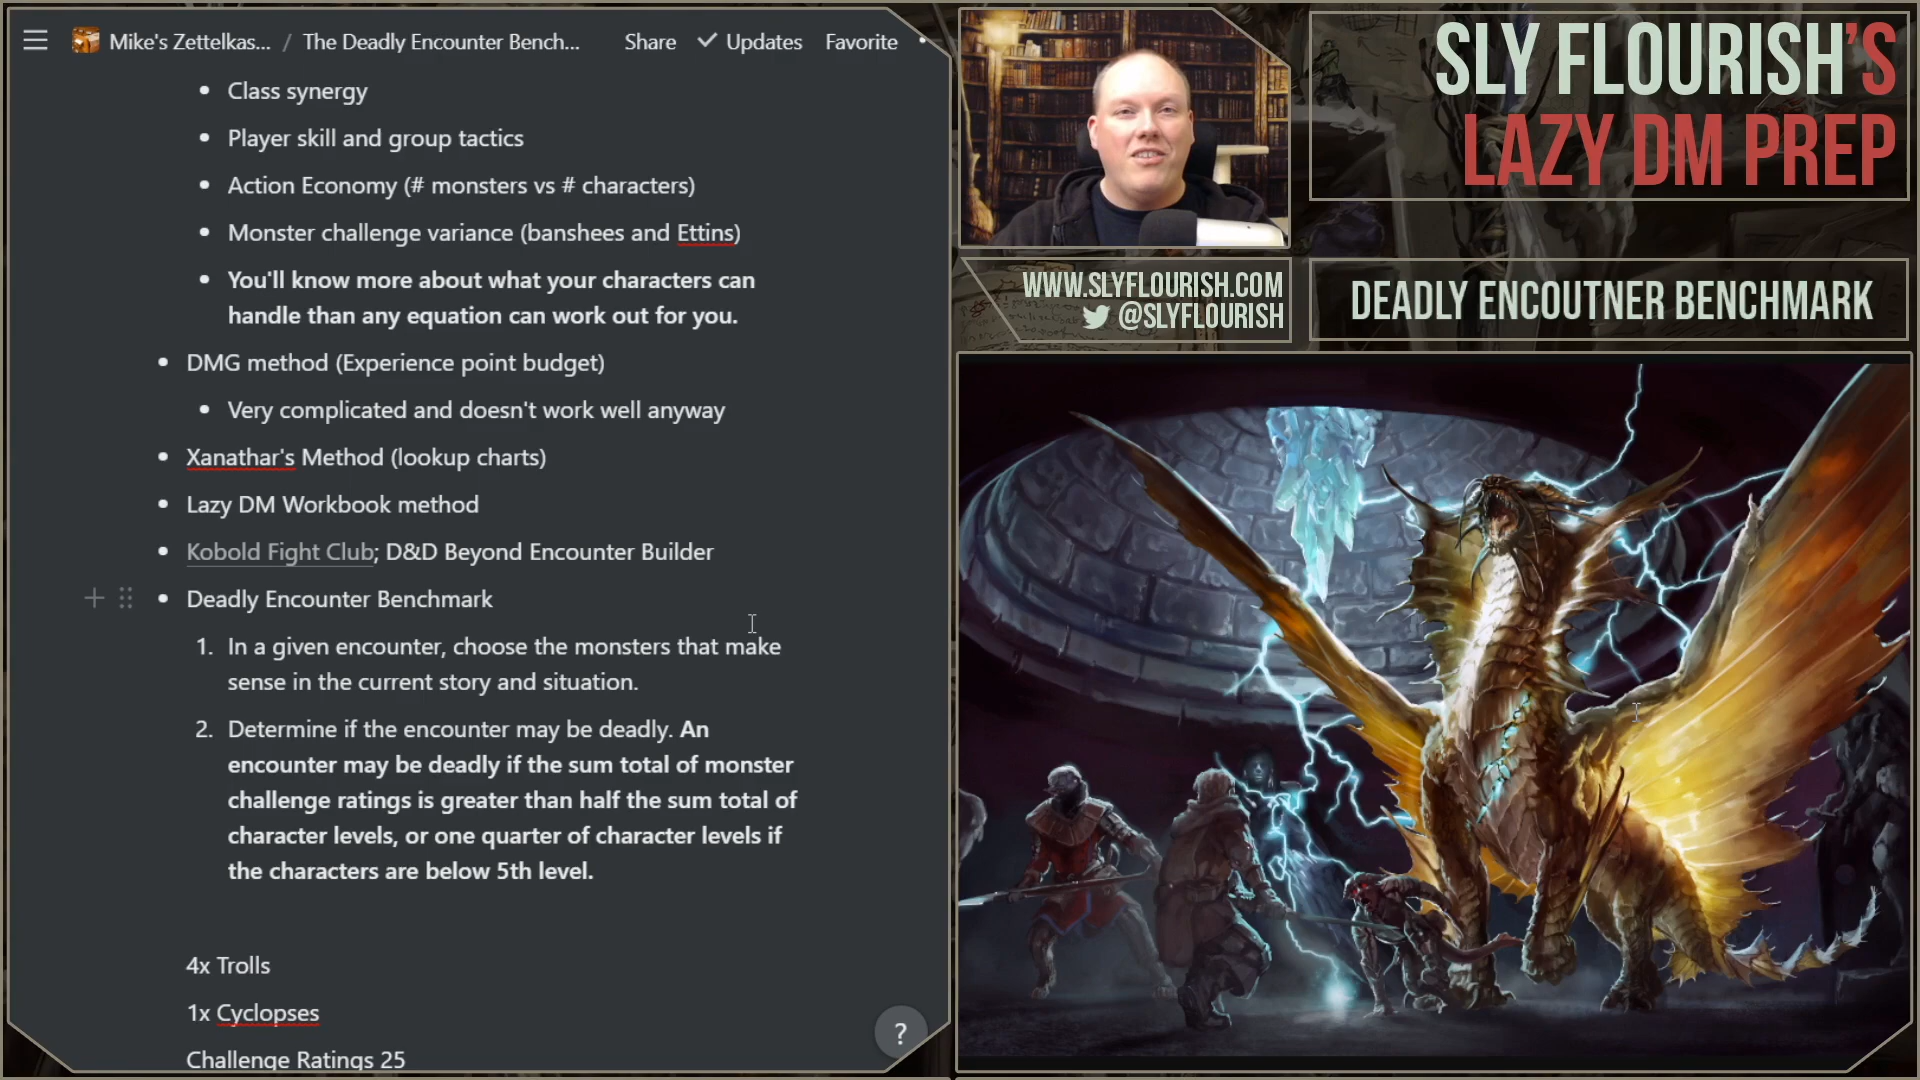 Mike's Zettelkas... / The Deadly Encounter Bench... Share Updates Favorite
Class synergy
Player skill and group tactics
Action Economy (# monsters vs # characters)
Monster challenge variance (banshees and Ettins)
You'll know more about what your characters can
handle than any equation can work out for you.
DMG method (Experience point budget)
Very complicated and doesn't work well anyway
Xanathar's Method (lookup charts)
Lazy DM Workbook method
Kobold Fight Club; D&D Beyond Encounter Builder
Deadly Encounter Benchmark
1. In a given encounter, choose the monsters that make
sense in the current story and situation.
2. Determine if the encounter may be deadly. An
encounter may be deadly if the sum total of monster
challenge ratings is greater than half the sum total of
character levels, or one quarter of character levels if
the characters are below 5th level.
4x Trolls
1x Cyclopses
Challenge Ratings 25
?
SLY FLOURISH'S
LAZY DM PREP
WWW.SLYFLOURISH.COM
@SLYFLOURISH
DEADLY ENCOUTNER BENCHMARK